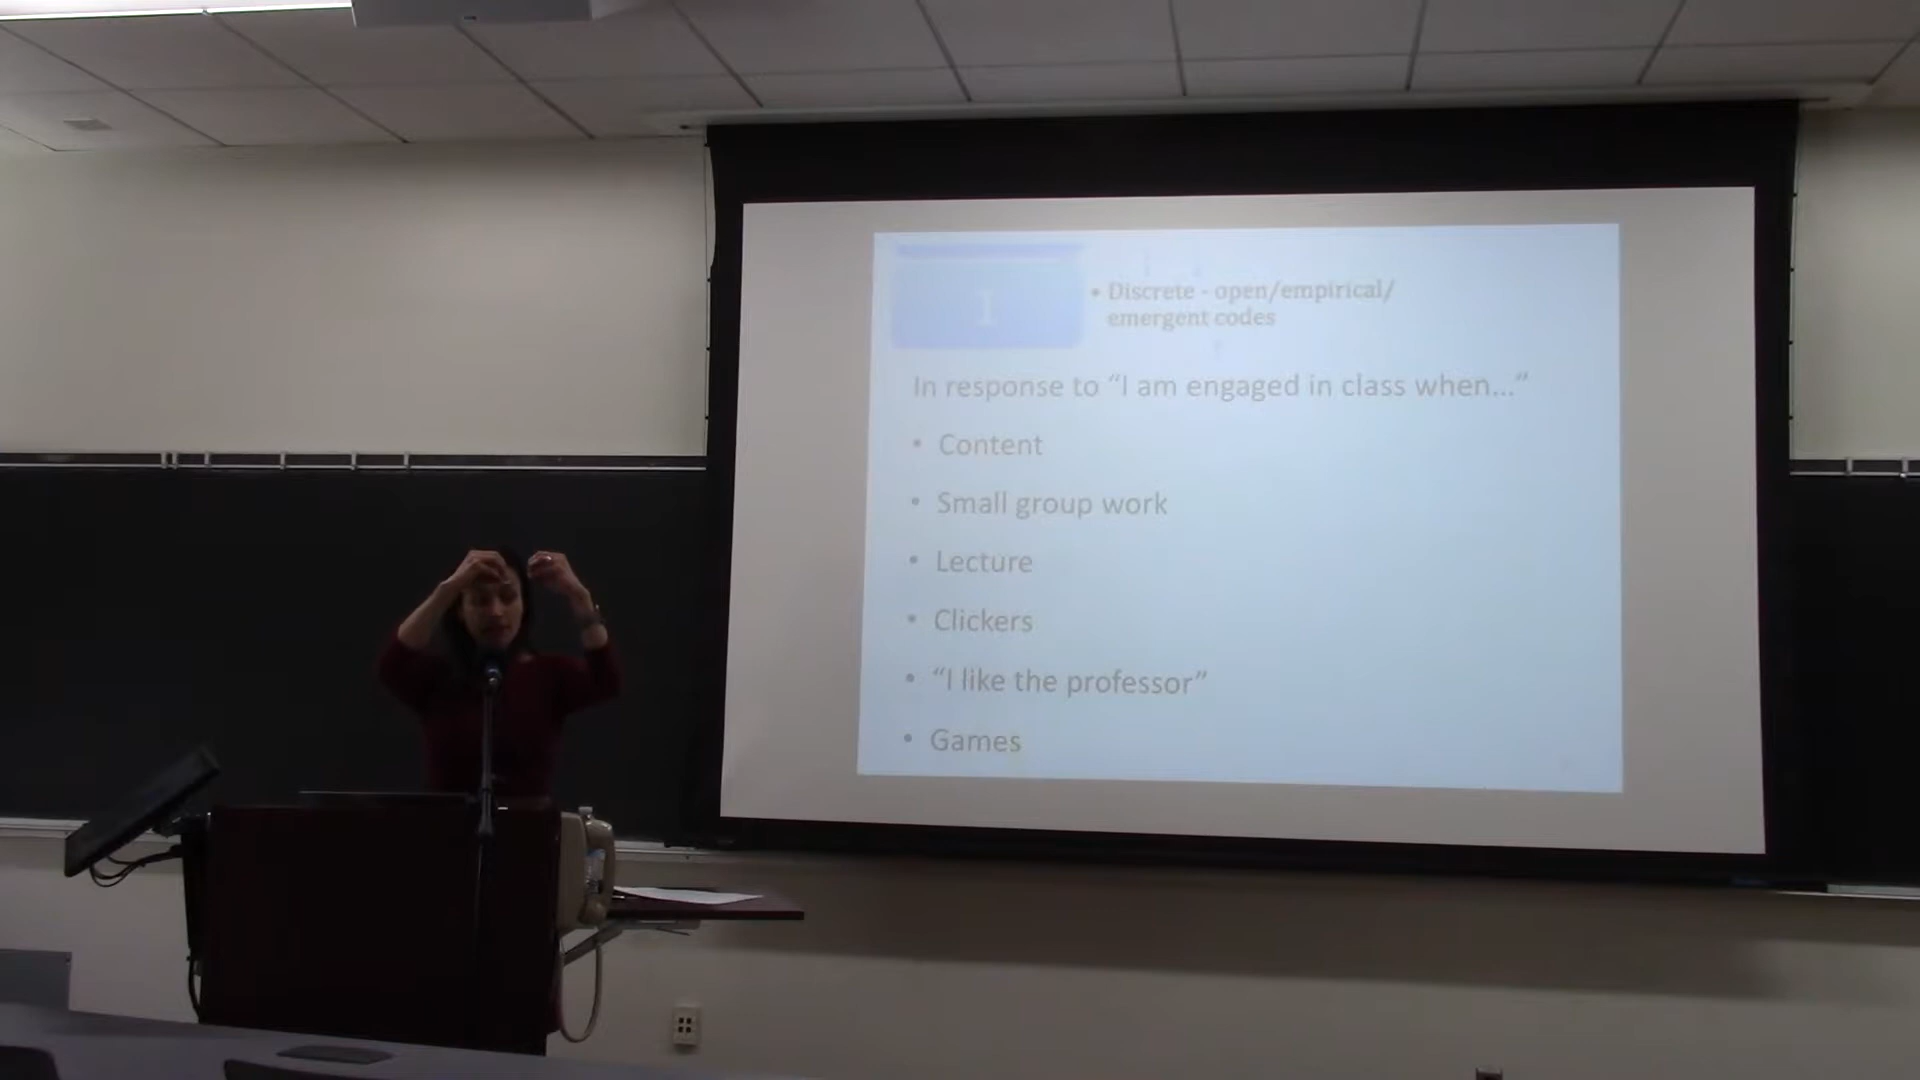 1
• Discrete - open/empirical/
emergent codes
In response to “I am engaged in class when...”
• Content
• Small group work
• Lecture
• Clickers
• “I like the professor”
• Games